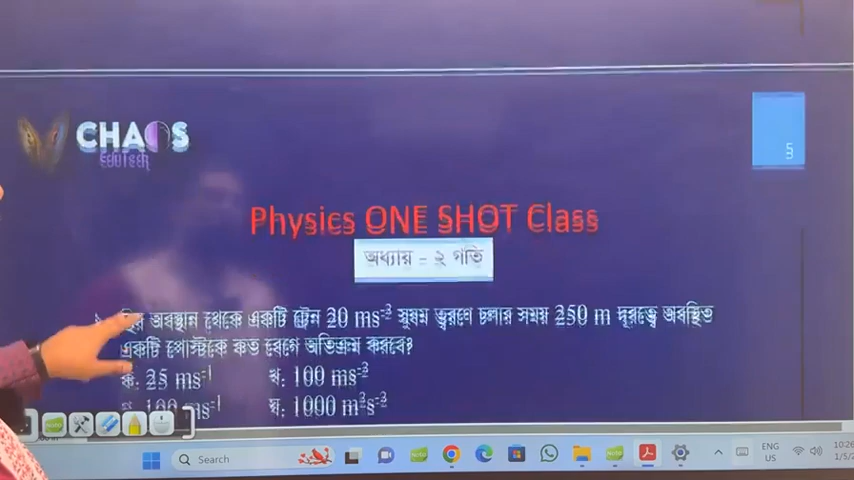 CHAOS
EduTech
5
Physics ONE SHOT Class
অধ্যায় - ২ গতি
স্থির অবস্থান থেকে একটি ট্রেন 20 ms⁻² সুষম ত্বরণে চলার সময় 250 m দূরত্বে অবস্থিত
একটি পোস্টকে কত বেগে অতিক্রম করবে?
ক. 25 ms⁻¹ খ. 100 ms⁻²
গ. 100 ms⁻¹ ঘ. 1000 m²s⁻²
Search
ENG
US
10:26